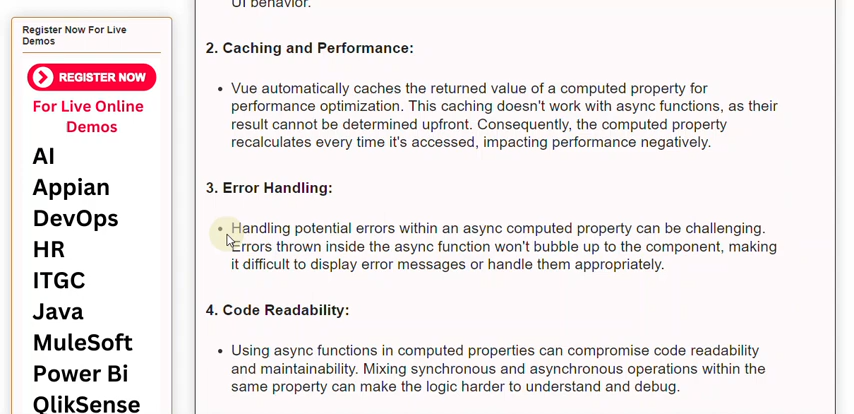 Register Now For Live
Demos
REGISTER NOW
For Live Online
Demos
AI
Appian
DevOps
HR
ITGC
Java
MuleSoft
Power Bi
QlikSense
UI behavior.
2. Caching and Performance:
• Vue automatically caches the returned value of a computed property for
performance optimization. This caching doesn't work with async functions, as their
result cannot be determined upfront. Consequently, the computed property
recalculates every time it's accessed, impacting performance negatively.
3. Error Handling:
• Handling potential errors within an async computed property can be challenging.
Errors thrown inside the async function won't bubble up to the component, making
it difficult to display error messages or handle them appropriately.
4. Code Readability:
• Using async functions in computed properties can compromise code readability
and maintainability. Mixing synchronous and asynchronous operations within the
same property can make the logic harder to understand and debug.